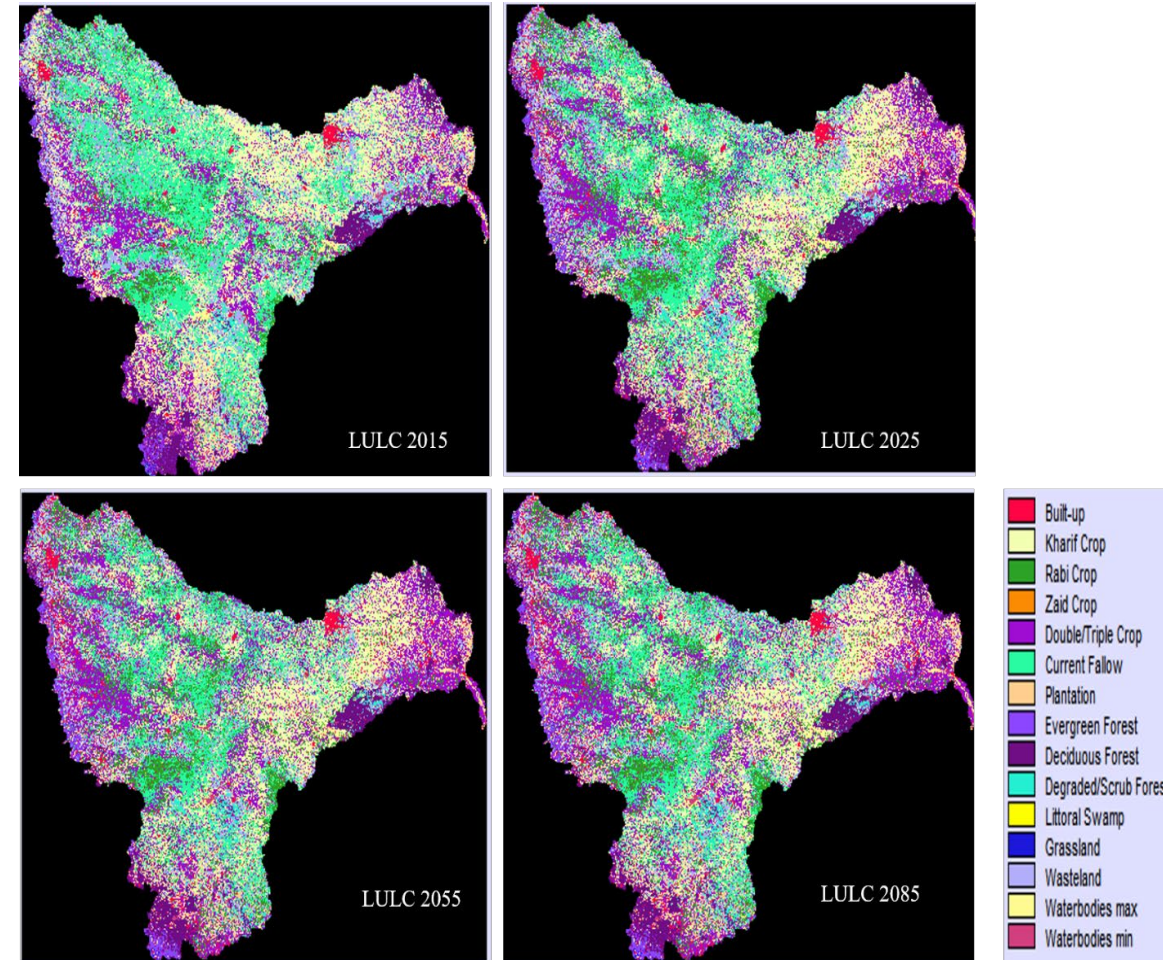 LULC 2015
LULC 2025
LULC 2055
LULC 2085
Built-up
Kharif Crop
Rabi Crop
Zaid Crop
Double/Triple Crop
Current Fallow
Plantation
Evergreen Forest
Deciduous Forest
Degraded/Scrub Fores
Littoral Swamp
Grassland
Wasteland
Waterbodies max
Waterbodies min